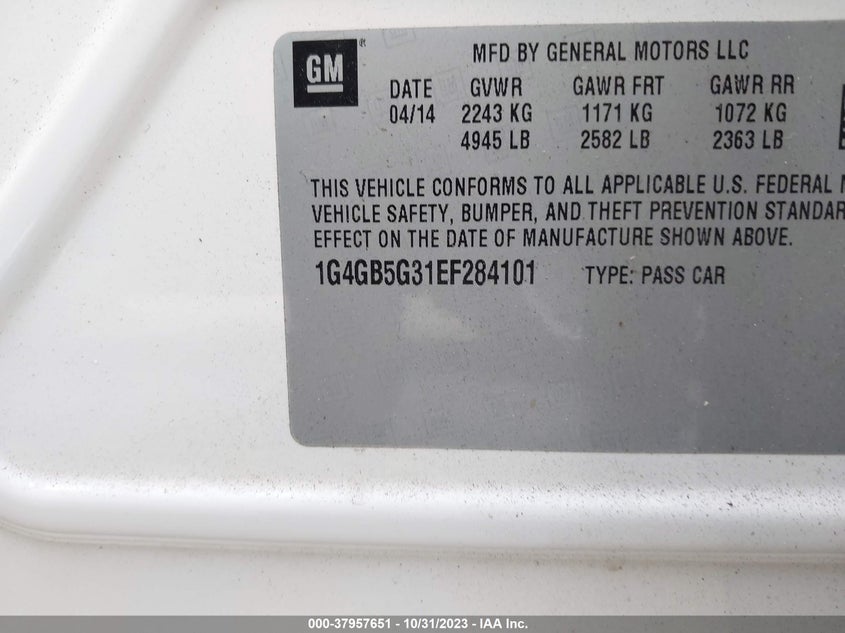 GM
MFD BY GENERAL MOTORS LLC
DATE GVWR GAWR FRT GAWR RR
04/14 2243 KG 1171 KG 1072 KG
4945 LB 2582 LB 2363 LB
THIS VEHICLE CONFORMS TO ALL APPLICABLE U.S. FEDERAL
VEHICLE SAFETY, BUMPER, AND THEFT PREVENTION STANDAR
EFFECT ON THE DATE OF MANUFACTURE SHOWN ABOVE.
1G4GB5G31EF284101 TYPE: PASS CAR
000-37957651 - 10/31/2023 - IAA Inc.